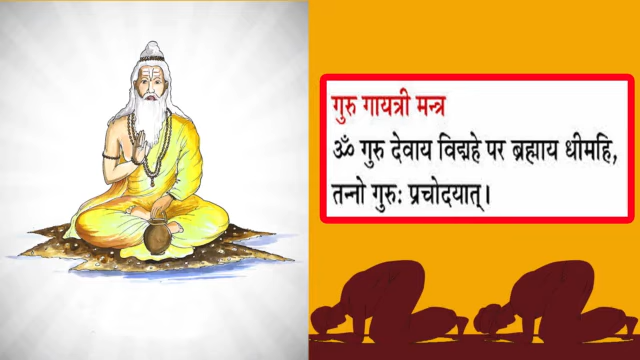 गुरु गायत्री मन्त्र
ॐ गुरु देवाय विद्महे पर ब्रह्माय धीमहि,
तन्नो गुरुः प्रचोदयात्।